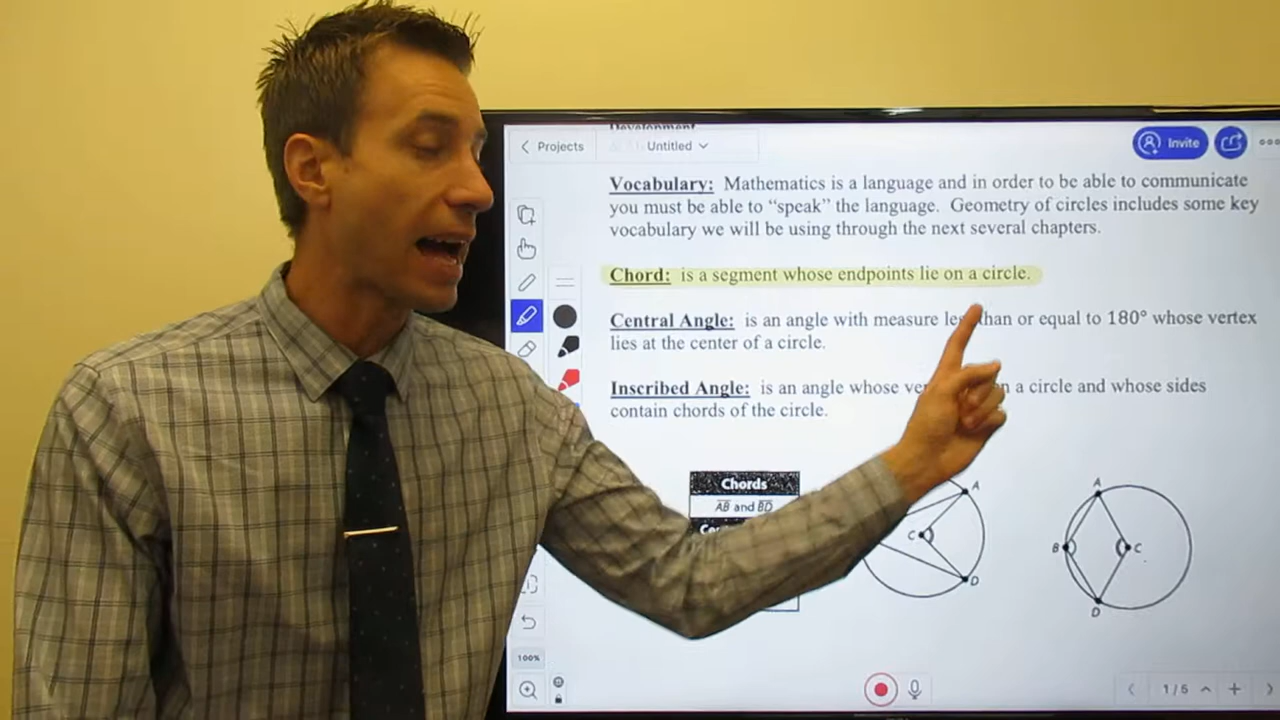 Development
Projects
Untitled
Invite
Vocabulary: Mathematics is a language and in order to be able to communicate
you must be able to “speak” the language. Geometry of circles includes some key
vocabulary we will be using through the next several chapters.
Chord: is a segment whose endpoints lie on a circle.
Central Angle: is an angle with measure less than or equal to 180° whose vertex
lies at the center of a circle.
Inscribed Angle: is an angle whose on a circle and whose sides
contain chords of the circle.
Chords
AB and BD
A
C
D
A
B
C
D
100%
1/5